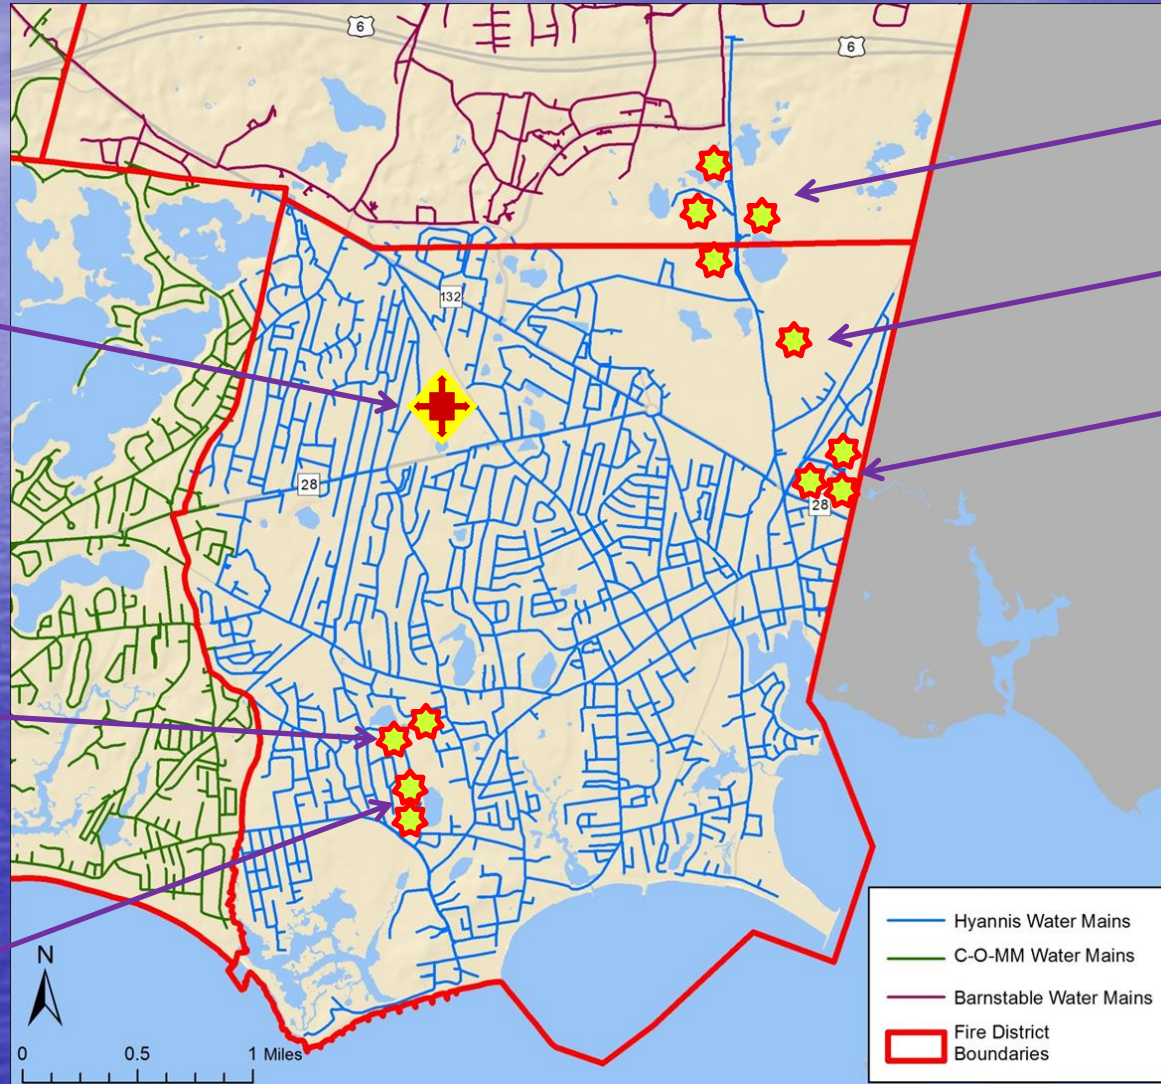 6
6
132
28
28
N
0 0.5 1 Miles
Hyannis Water Mains
C-O-MM Water Mains
Barnstable Water Mains
Fire District
Boundaries